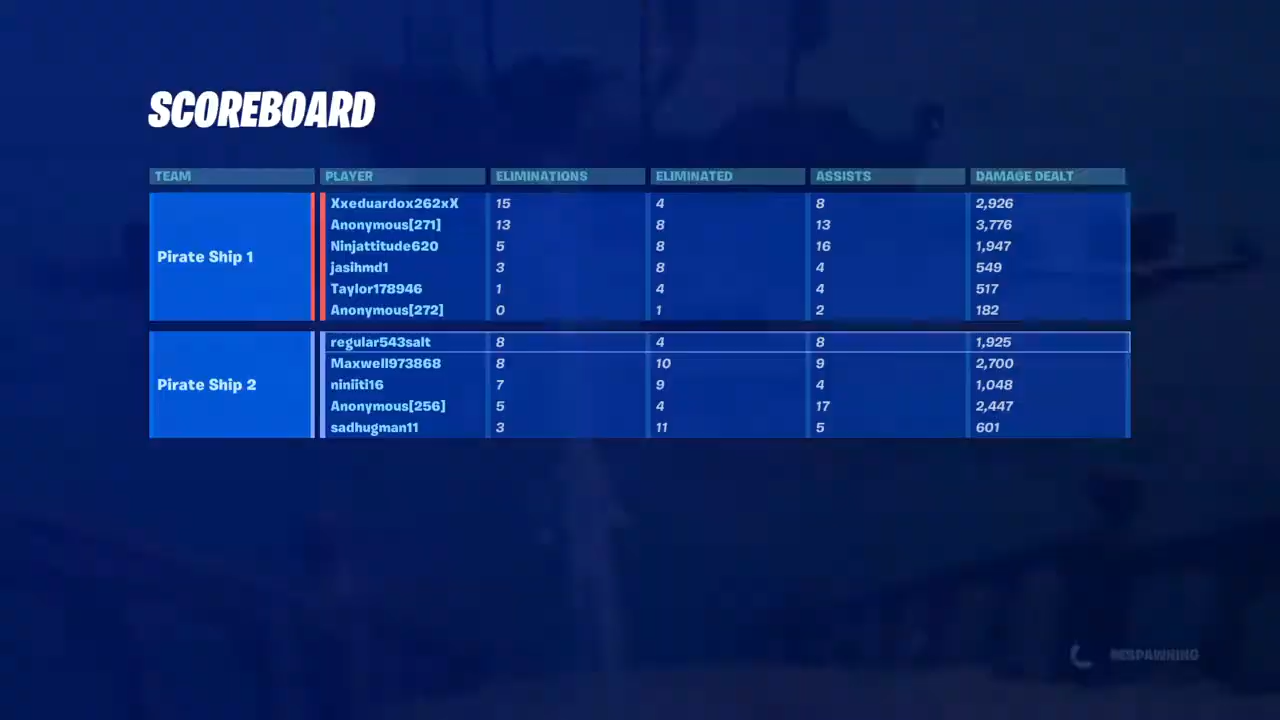 SCOREBOARD
TEAM PLAYER ELIMINATIONS ELIMINATED ASSISTS DAMAGE DEALT
Pirate Ship 1
Xxeduardox262xX 15 4 8 2,926
Anonymous[271] 13 8 13 3,776
Ninjattitude620 5 8 16 1,947
jasihmd1 3 8 4 549
Taylor178946 1 4 4 517
Anonymous[272] 0 1 2 182
Pirate Ship 2
regular543salt 8 4 8 1,925
Maxwell973868 8 10 9 2,700
niniiti16 7 9 4 1,048
Anonymous[256] 5 4 17 2,447
sadhugman11 3 11 5 601
RESPAWNING